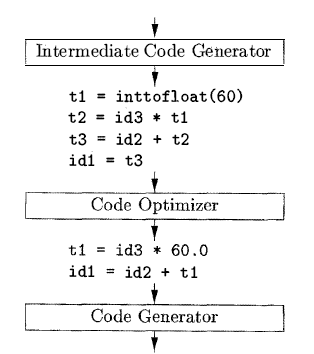 Intermediate Code Generator
t1 = inttofloat(60)
t2 = id3 * t1
t3 = id2 + t2
id1 = t3
Code Optimizer
t1 = id3 * 60.0
id1 = id2 + t1
Code Generator